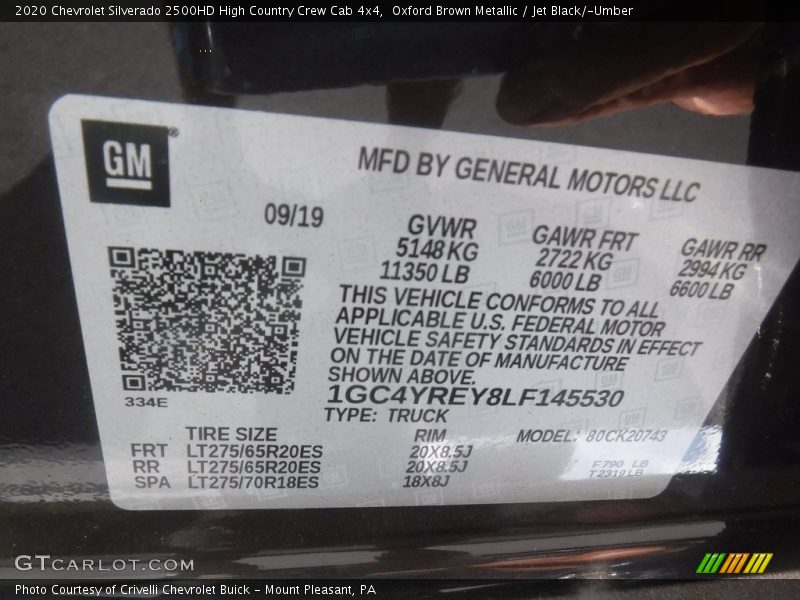 2020 Chevrolet Silverado 2500HD High Country Crew Cab 4x4, Oxford Brown Metallic / Jet Black/-Umber
GM ®
MFD BY GENERAL MOTORS LLC
09/19
GVWR GAWR FRT GAWR RR
5148 KG 2722 KG 2994 KG
11350 LB 6000 LB 6600 LB
THIS VEHICLE CONFORMS TO ALL
APPLICABLE U.S. FEDERAL MOTOR
VEHICLE SAFETY STANDARDS IN EFFECT
ON THE DATE OF MANUFACTURE
SHOWN ABOVE.
334E
1GC4YREY8LF145530
TYPE: TRUCK
TIRE SIZE RIM MODEL: 80CK20743
FRT LT275/65R20ES 20X8.5J
RR LT275/65R20ES 20X8.5J
SPA LT275/70R18ES 18X8J
F790 LB
T2319 LB
GTCARLOT.COM
Photo Courtesy of Crivelli Chevrolet Buick - Mount Pleasant, PA